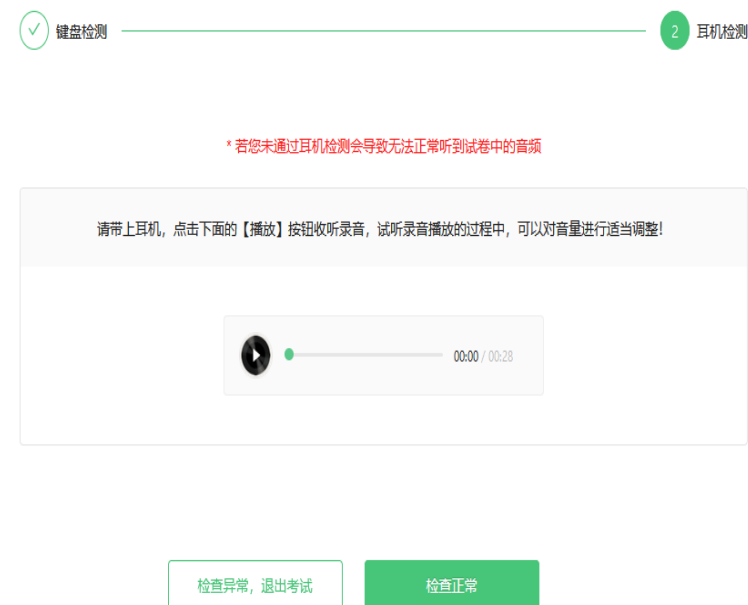 键盘检测
2 耳机检测
* 若您未通过耳机检测会导致无法正常听到试卷中的音频
请带上耳机，点击下面的【播放】按钮收听录音，试听录音播放的过程中，可以对音量进行适当调整！
00:00 / 00:28
检查异常，退出考试 检查正常